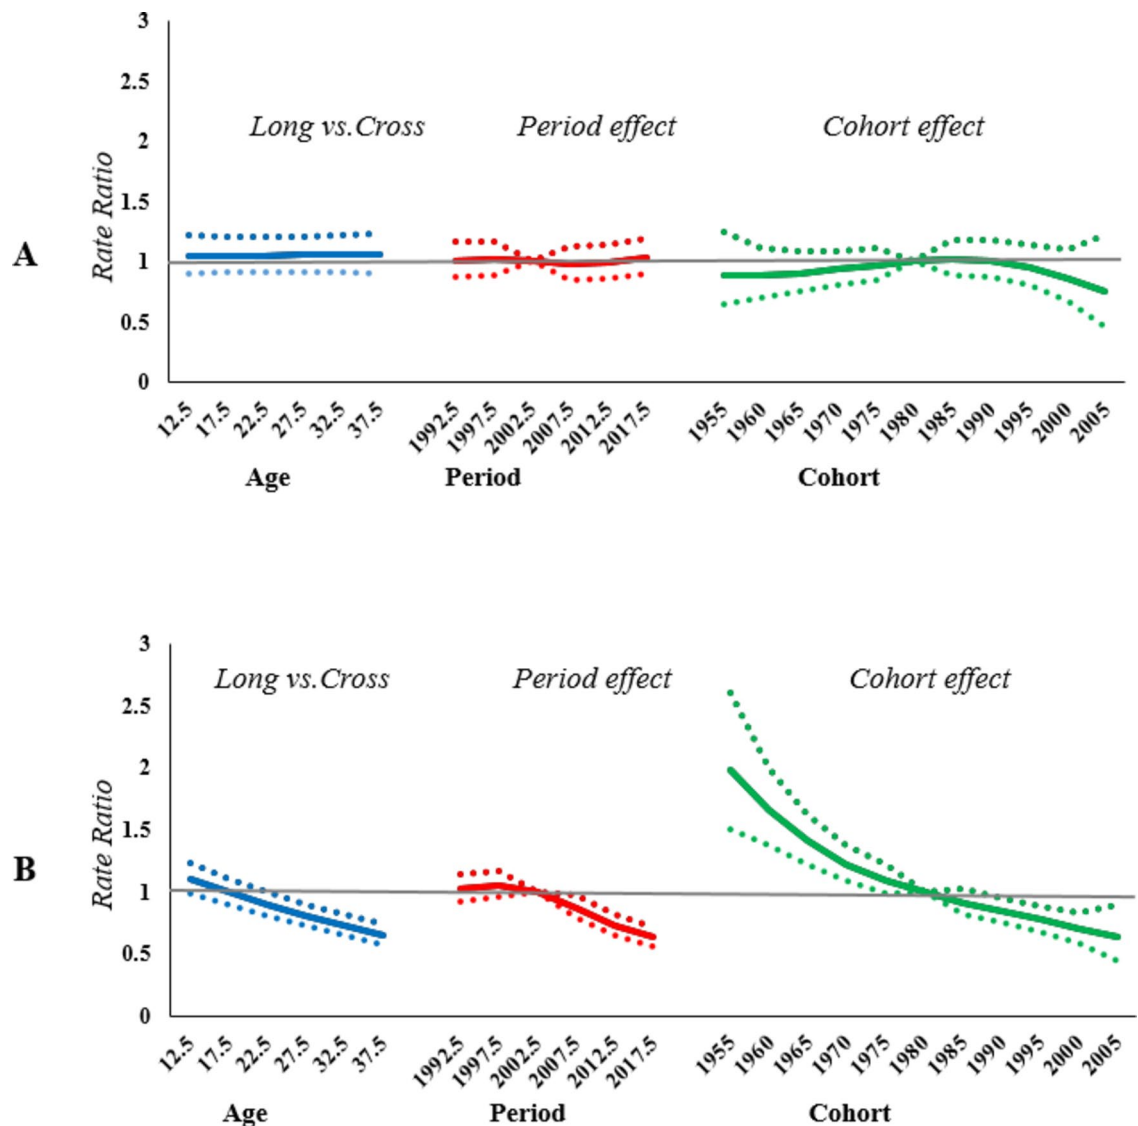 3
2.5
Long vs.Cross Period effect Cohort effect
2
1.5
Rate Ratio
A
1
0.5
0
12.5 17.5 22.5 27.5 32.5 37.5 1992.5 1997.5 2002.5 2007.5 2012.5 2017.5 1955 1960 1965 1970 1975 1980 1985 1990 1995 2000 2005
Age Period Cohort
3
Long vs.Cross Period effect Cohort effect
2.5
2
1.5
Rate Ratio
B
1
0.5
0
12.5 17.5 22.5 27.5 32.5 37.5 1992.5 1997.5 2002.5 2007.5 2012.5 2017.5 1955 1960 1965 1970 1975 1980 1985 1990 1995 2000 2005
Age Period Cohort